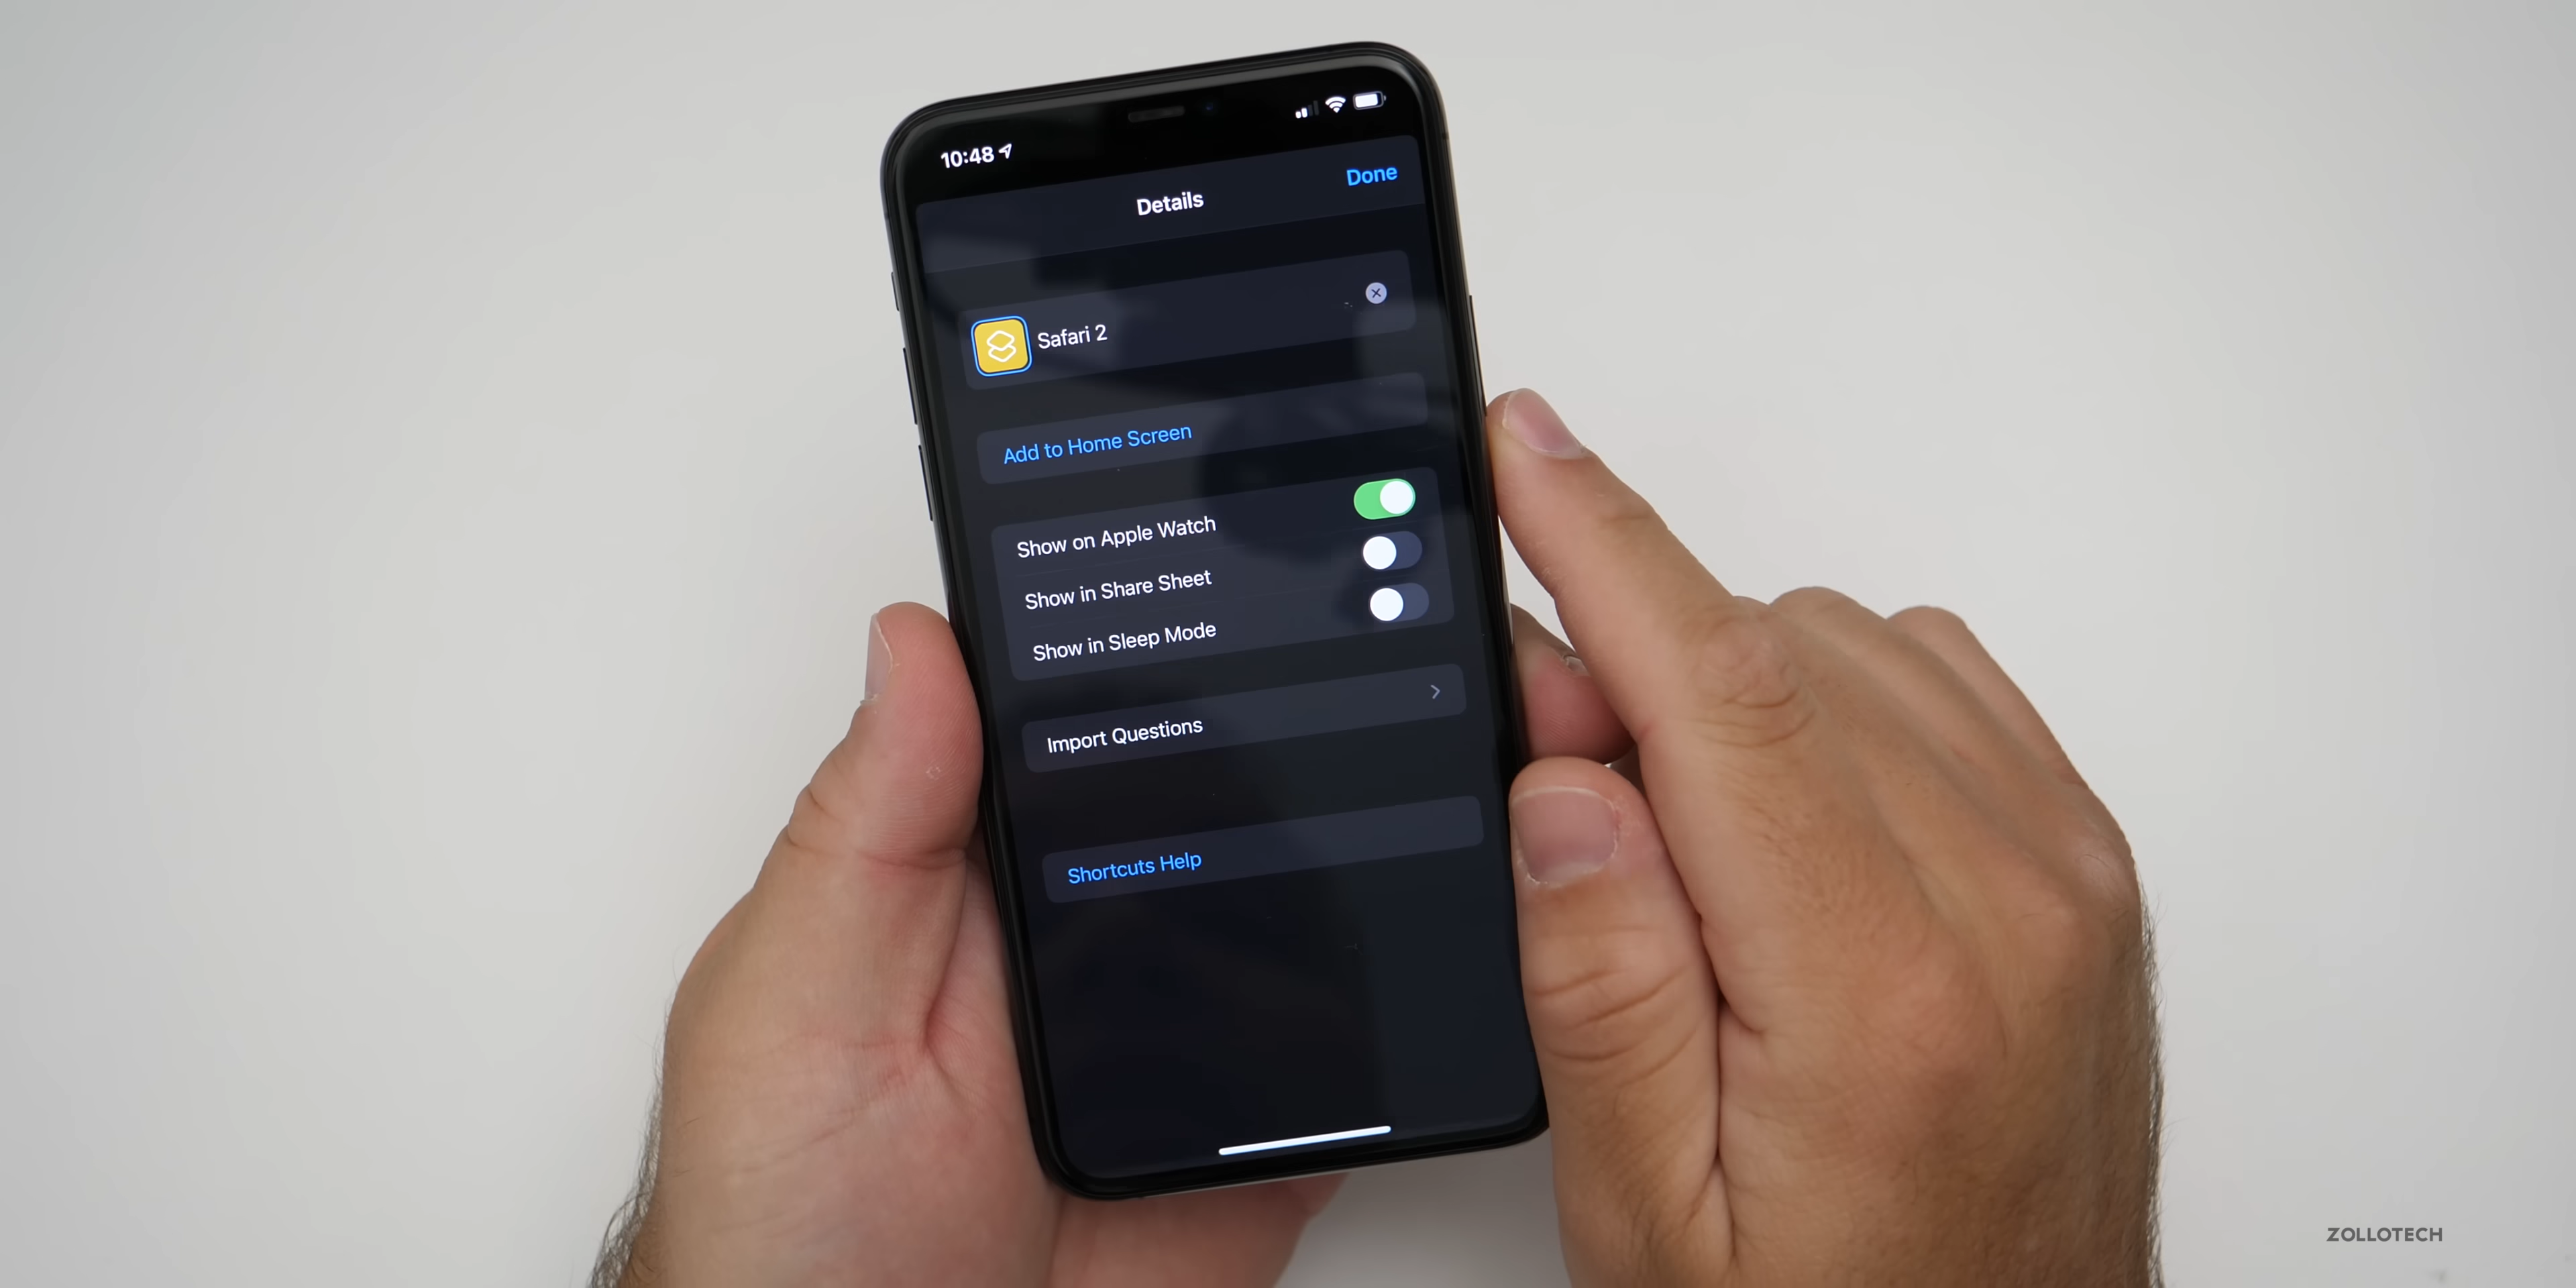 10:48
Details
Done
Safari 2
Add to Home Screen
Show on Apple Watch
Show in Share Sheet
Show in Sleep Mode
Import Questions
Shortcuts Help
ZOLLOTECH